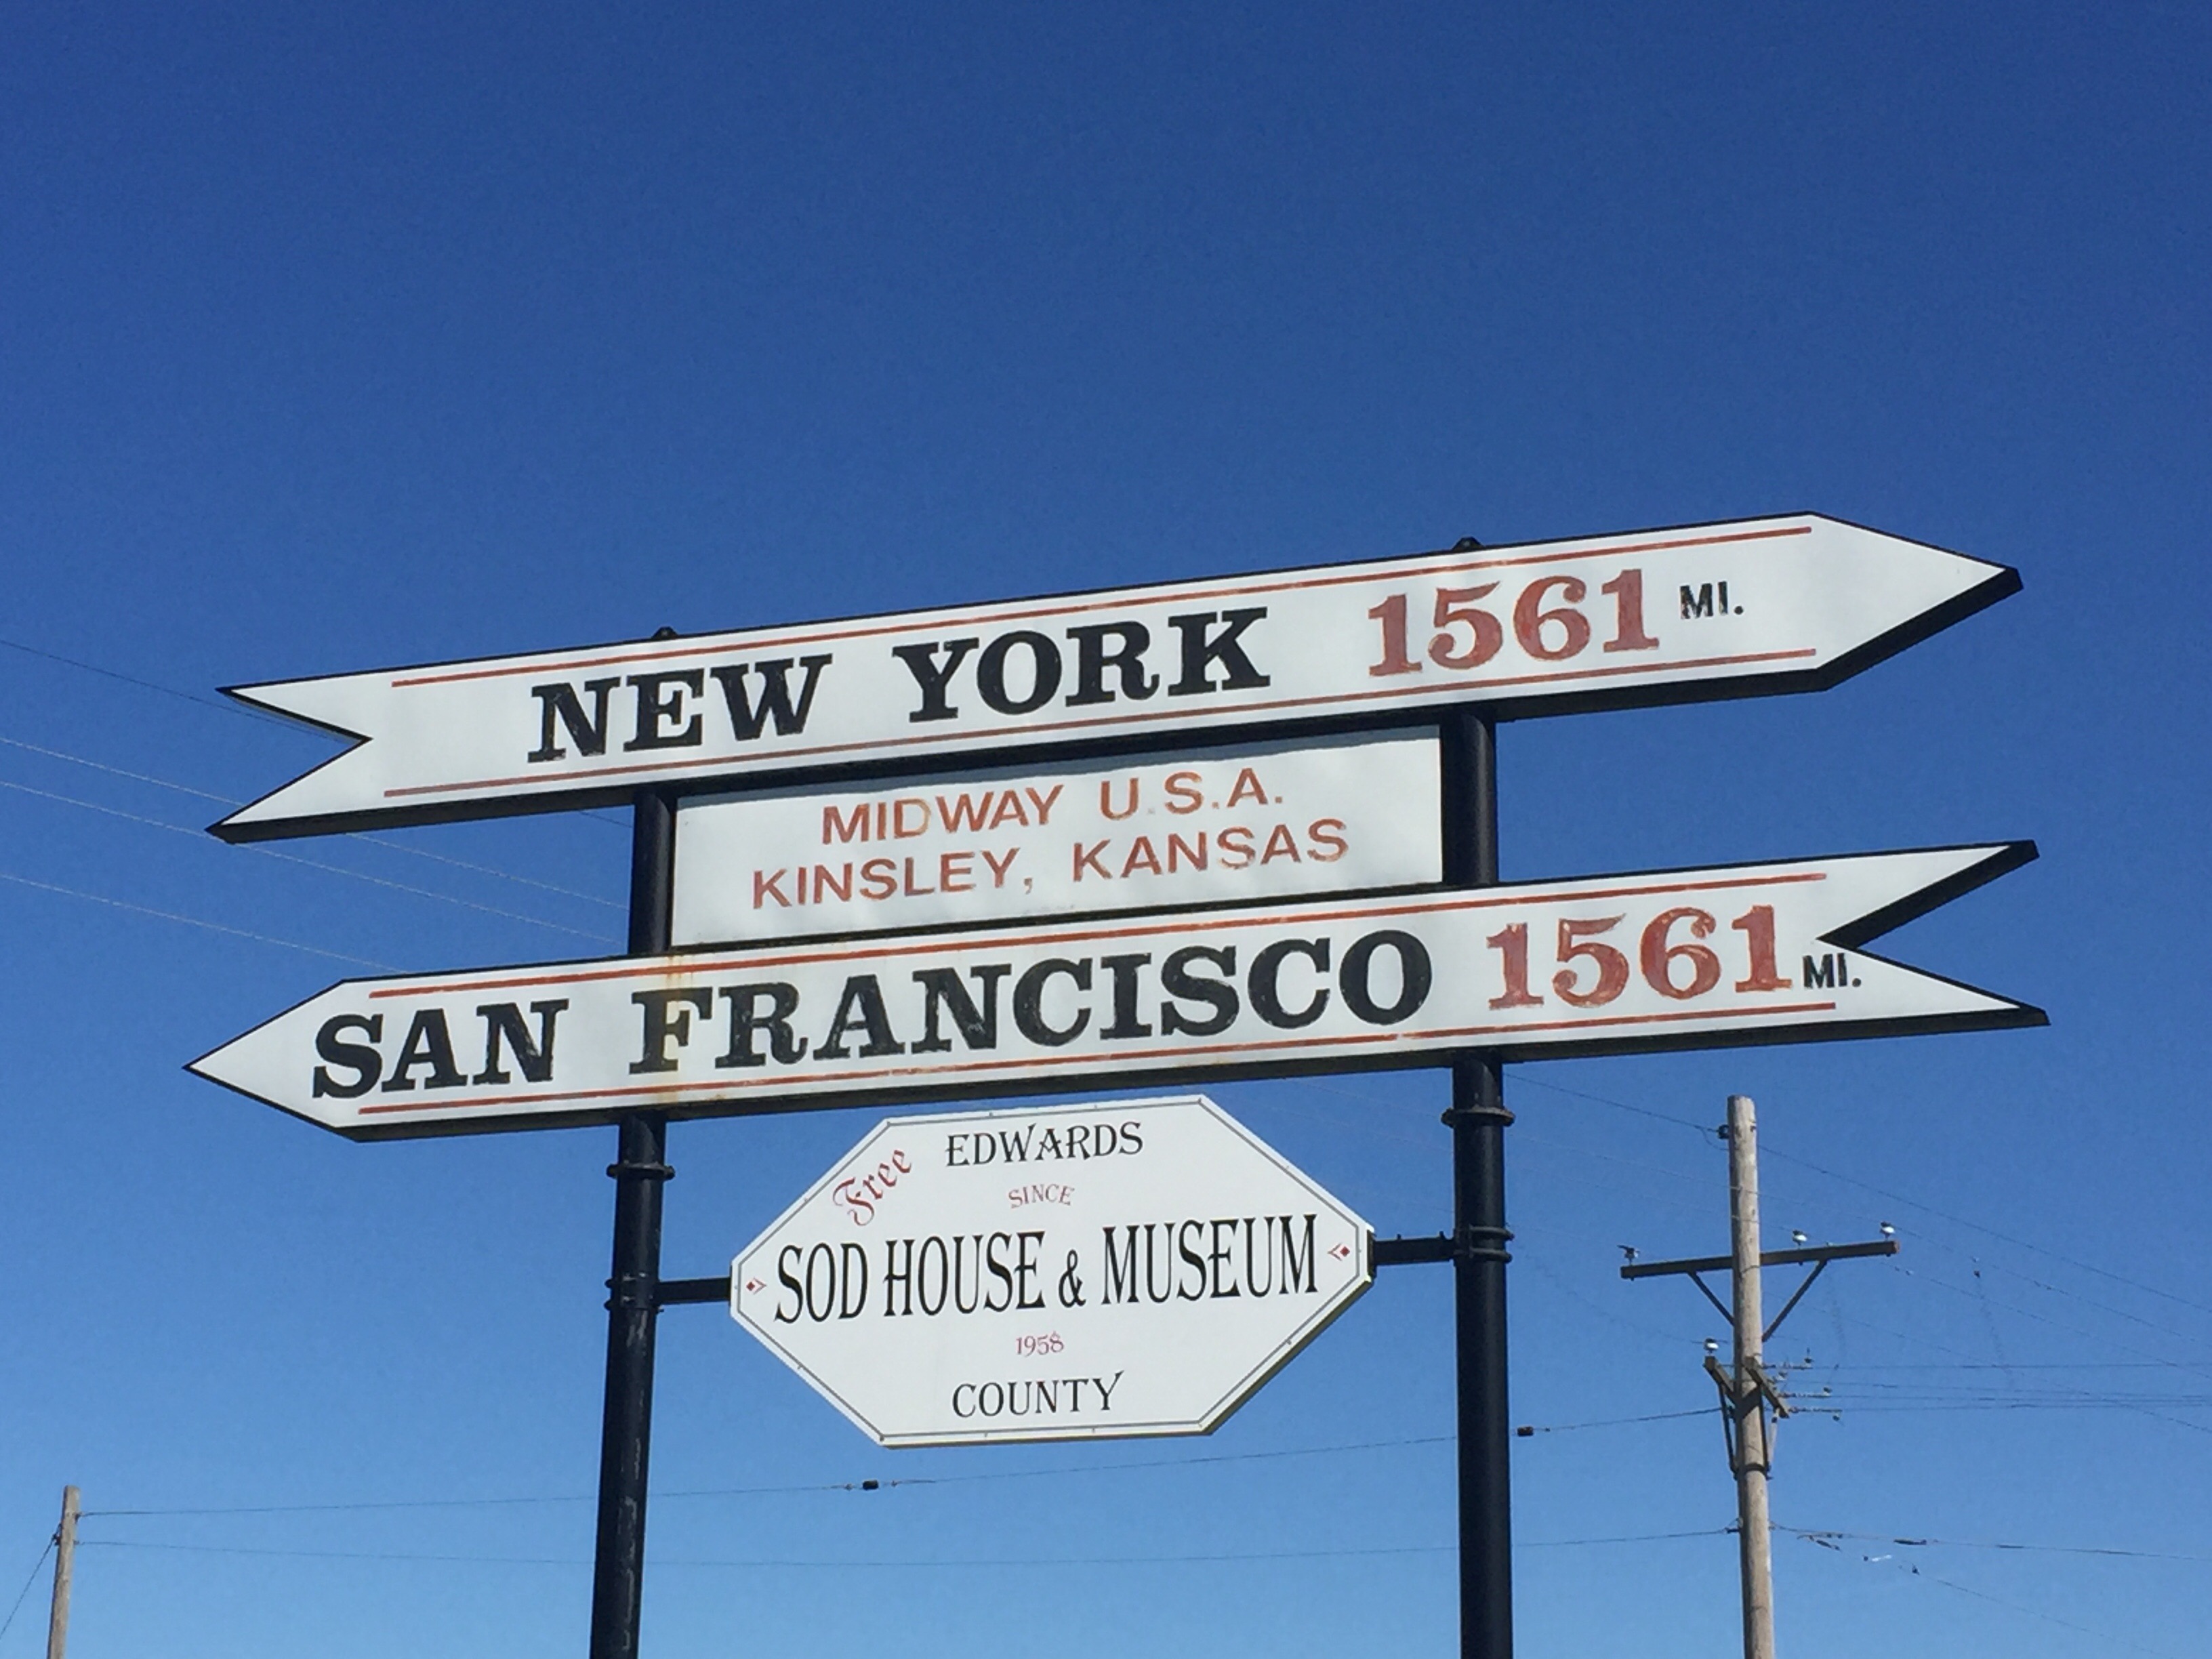 NEW YORK 1561 MI.
MIDWAY U.S.A.
KINSLEY, KANSAS
SAN FRANCISCO 1561 MI.
Free
EDWARDS
SINCE
SOD HOUSE & MUSEUM
1958
COUNTY